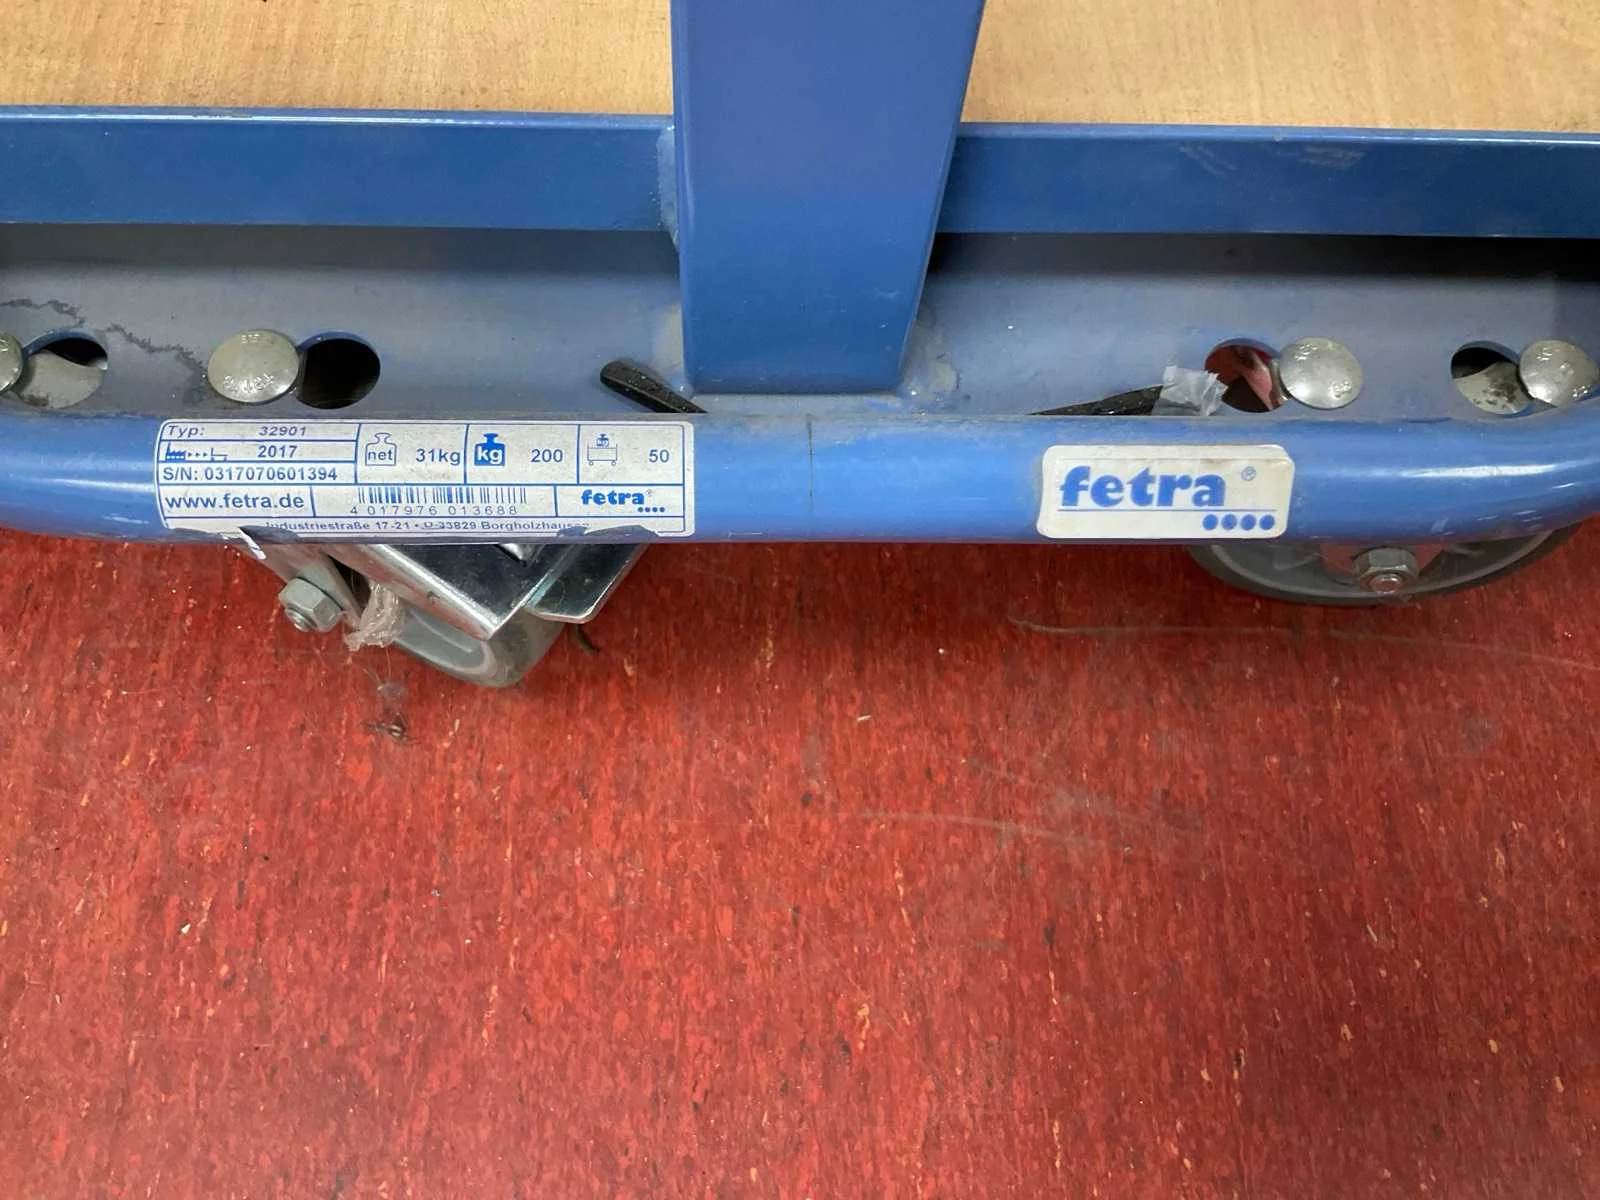 Typ: 32901
2017
S/N: 0317070601394
net 31kg
kg 200
50
www.fetra.de
4 017976 013688
fetra®
Industriestraße 17-21 • D-33829 Borgholzhausen
fetra®